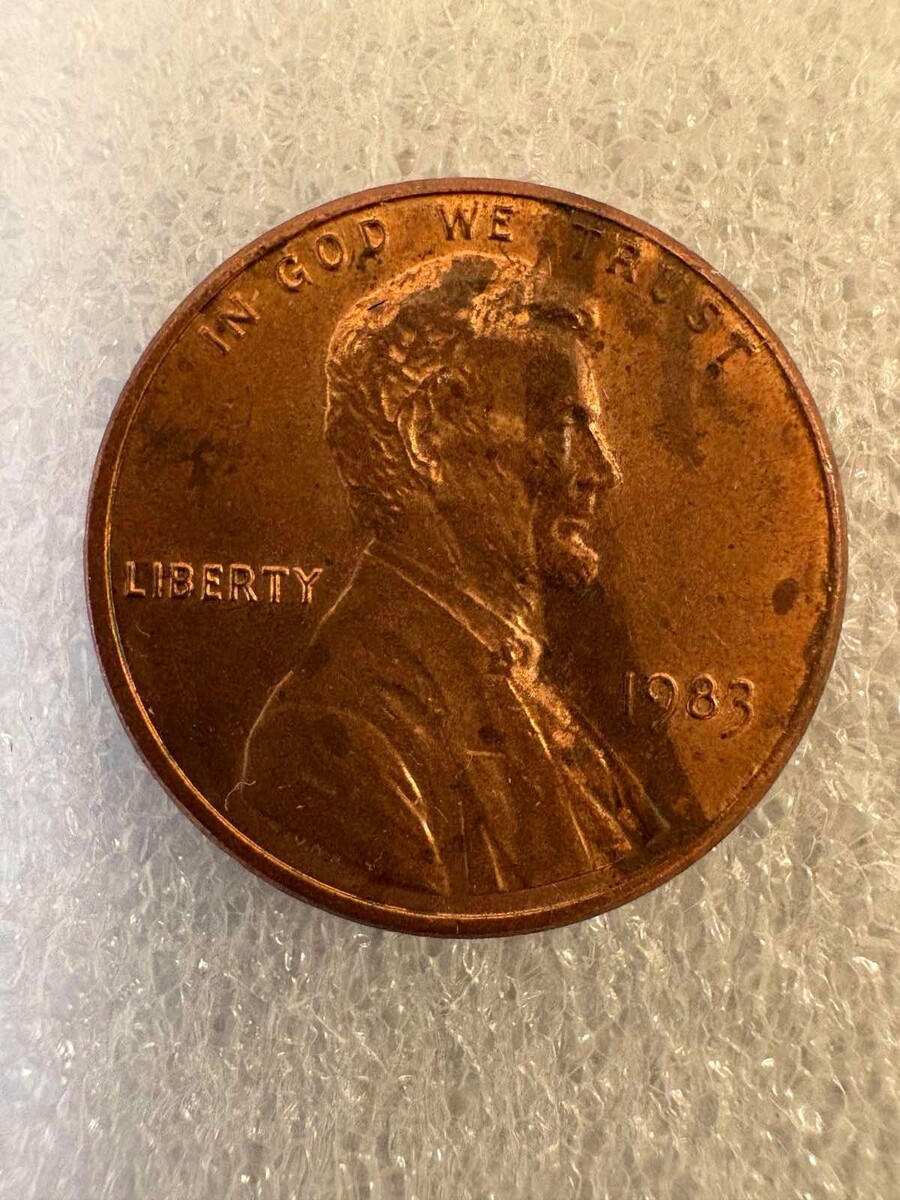 IN GOD WE TRUST
LIBERTY
1983